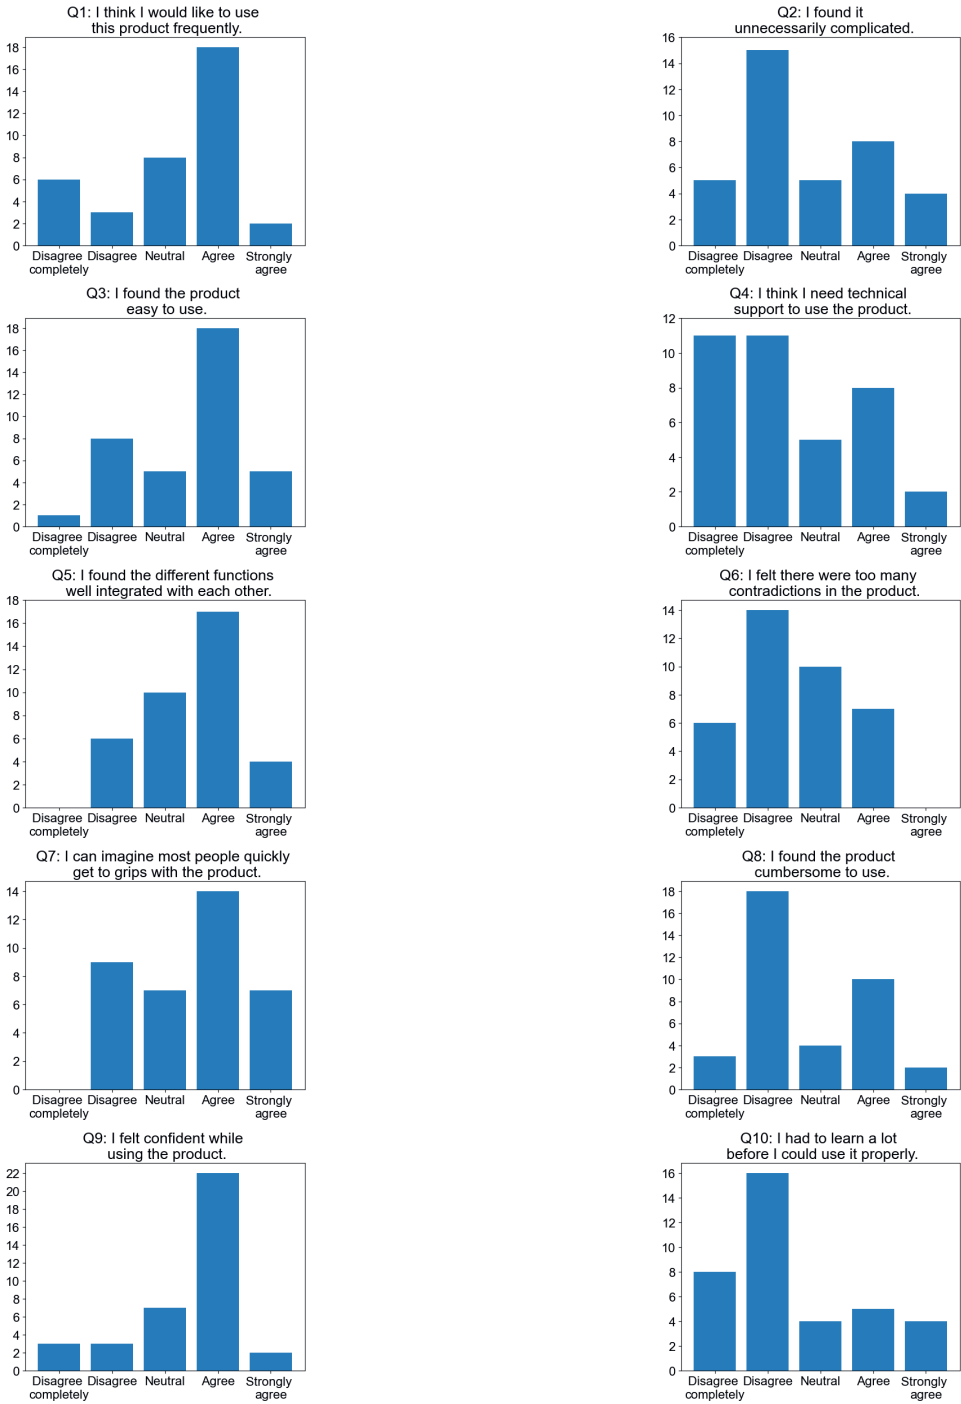 Q1: I think I would like to use
this product frequently.
18
16
14
12
10
8
6
4
2
0
Disagree completely
Disagree
Neutral
Agree
Strongly agree
Q2: I found it
unnecessarily complicated.
16
14
12
10
8
6
4
2
0
Disagree completely
Disagree
Neutral
Agree
Strongly agree
Q3: I found the product
easy to use.
18
16
14
12
10
8
6
4
2
0
Disagree completely
Disagree
Neutral
Agree
Strongly agree
Q4: I think I need technical
support to use the product.
12
10
8
6
4
2
0
Disagree completely
Disagree
Neutral
Agree
Strongly agree
Q5: I found the different functions
well integrated with each other.
18
16
14
12
10
8
6
4
2
0
Disagree completely
Disagree
Neutral
Agree
Strongly agree
Q6: I felt there were too many
contradictions in the product.
14
12
10
8
6
4
2
0
Disagree completely
Disagree
Neutral
Agree
Strongly agree
Q7: I can imagine most people quickly
get to grips with the product.
14
12
10
8
6
4
2
0
Disagree completely
Disagree
Neutral
Agree
Strongly agree
Q8: I found the product
cumbersome to use.
18
16
14
12
10
8
6
4
2
0
Disagree completely
Disagree
Neutral
Agree
Strongly agree
Q9: I felt confident while
using the product.
22
20
18
16
14
12
10
8
6
4
2
0
Disagree completely
Disagree
Neutral
Agree
Strongly agree
Q10: I had to learn a lot
before I could use it properly.
16
14
12
10
8
6
4
2
0
Disagree completely
Disagree
Neutral
Agree
Strongly agree